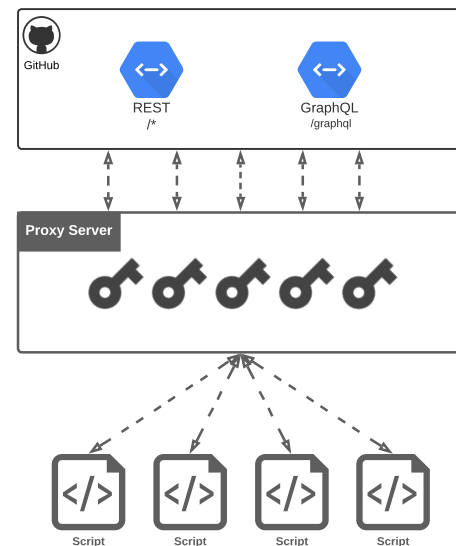 GitHub
REST
/*
GraphQL
/graphql
Proxy Server
</>
</>
</>
</>
Script
Script
Script
Script